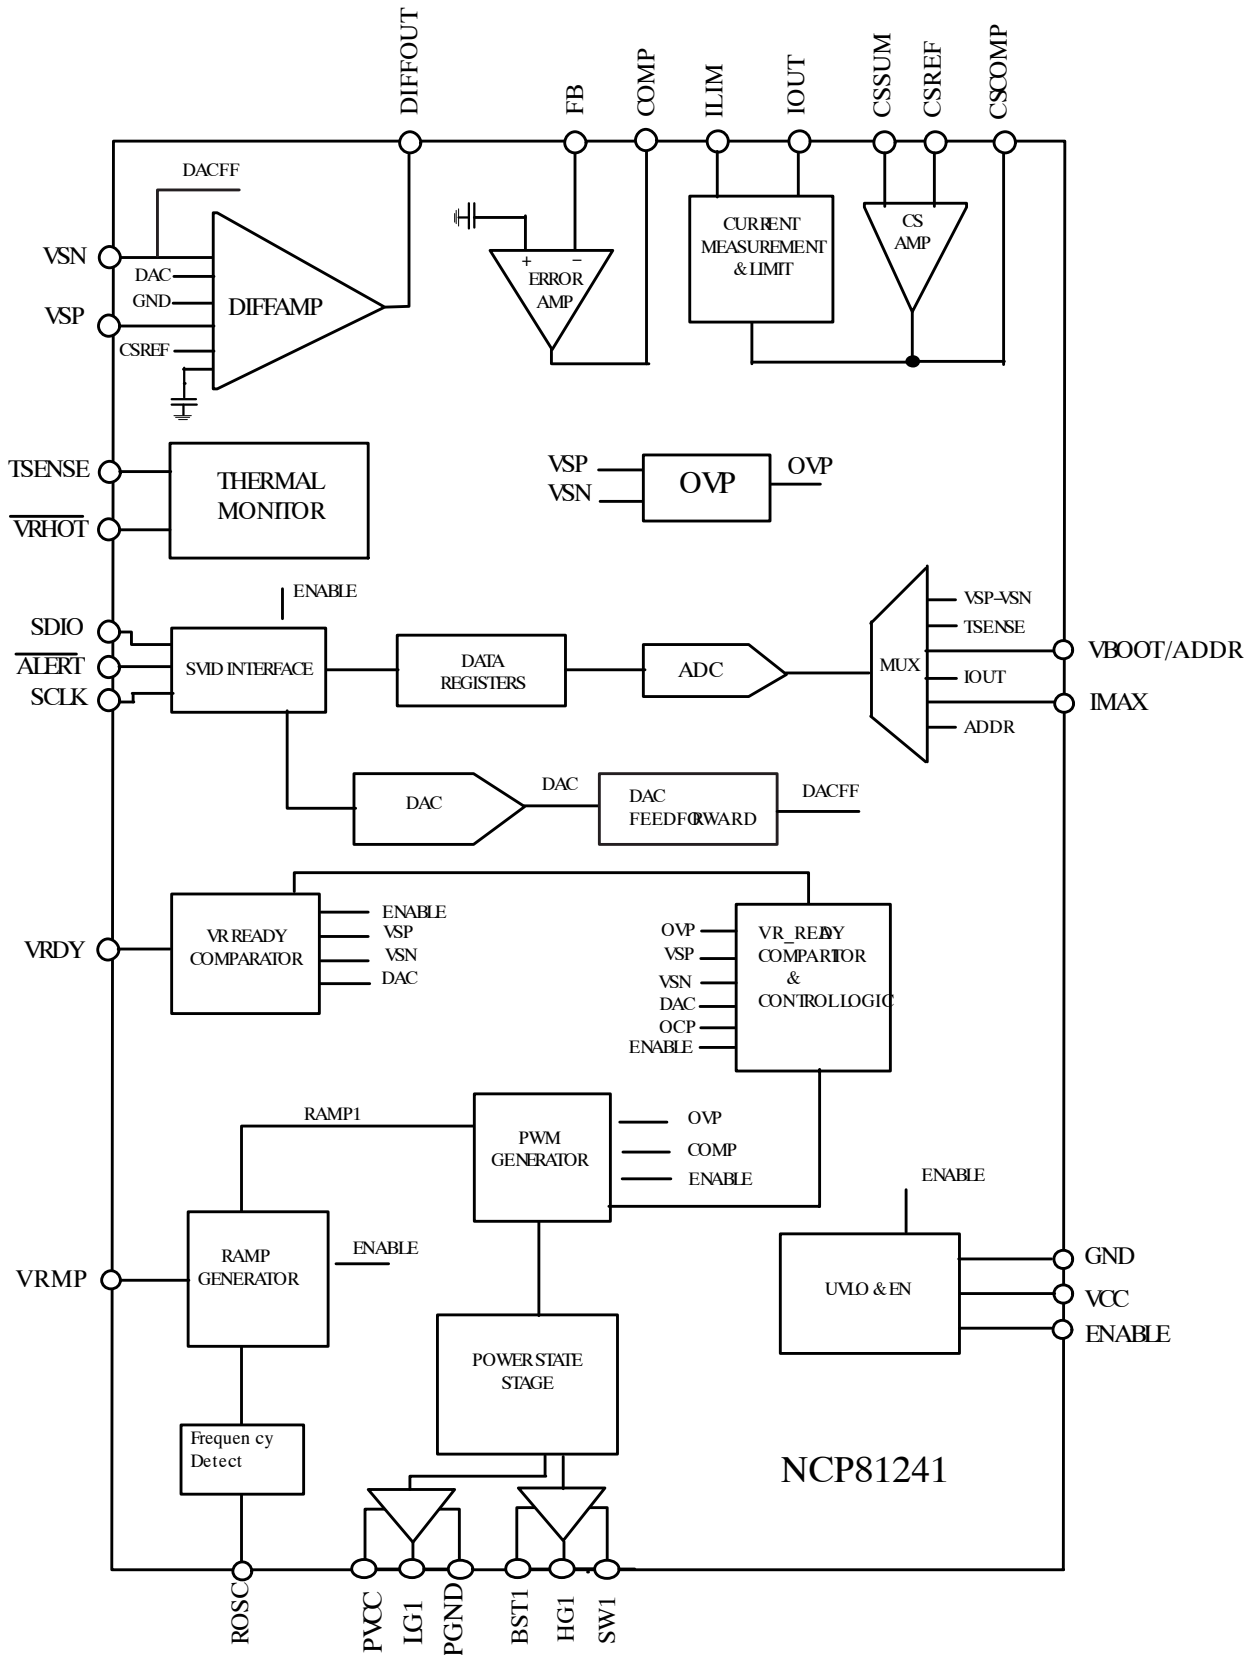 DIFFOUT
FB
COMP
ILIM
IOUT
CSSUM
CSREF
CSCOMP
DACFF
VSN
DAC
GND
VSP
CSREF
DIFFAMP
+
−
ERROR
AMP
CURRENT
MEASUREMENT
& LIMIT
CS
AMP
TSENSE
VRHOT
THERMAL
MONITOR
VSP
VSN
OVP
OVP
ENABLE
SDIO
ALERT
SCLK
SVID INTERFACE
DATA
REGISTERS
ADC
MUX
VSP-VSN
TSENSE
VBOOT/ADDR
IOUT
IMAX
ADDR
DAC
DAC
DAC
FEEDFORWARD
DACFF
VRDY
VR READY
COMPARATOR
ENABLE
VSP
VSN
DAC
OVP
VSP
VSN
DAC
OCP
ENABLE
VR_READY
COMPARTIOR
&
CONTROL LOGIC
RAMP1
PWM
GENERATOR
OVP
COMP
ENABLE
ENABLE
VRMP
RAMP
GENERATOR
ENABLE
UVLO & EN
GND
VCC
ENABLE
POWER STATE
STAGE
Frequen cy
Detect
NCP81241
ROSC
PVCC
LG1
PGND
BST1
HG1
SW1